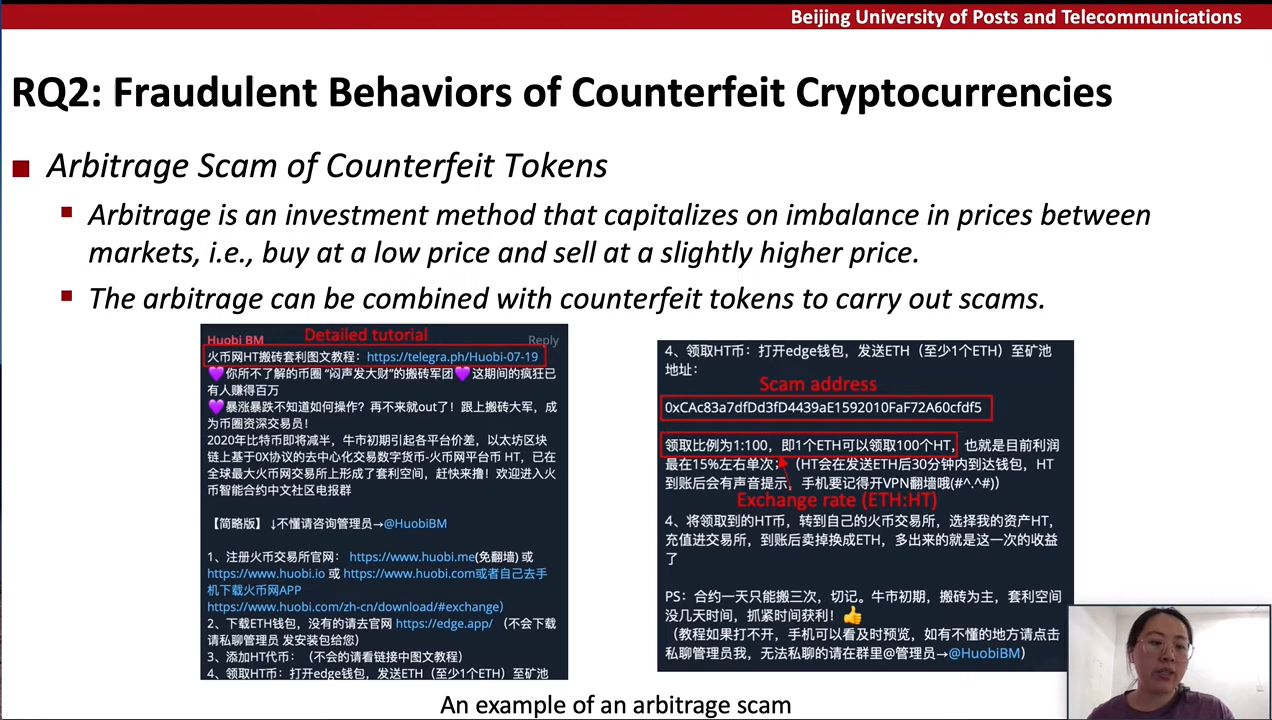 Beijing University of Posts and Telecommunications
RQ2: Fraudulent Behaviors of Counterfeit Cryptocurrencies
Arbitrage Scam of Counterfeit Tokens
Arbitrage is an investment method that capitalizes on imbalance in prices between
markets, i.e., buy at a low price and sell at a slightly higher price.
The arbitrage can be combined with counterfeit tokens to carry out scams.
Huobi BM
Detailed tutorial
Reply
火币网HT搬砖套利图文教程：https://telegra.ph/Huobi-07-19
💜你所不了解的币圈 “闷声发大财”的搬砖军团💜这期间的疯狂已
有人赚得百万
💜暴涨暴跌不知道如何操作？再不来就out了！跟上搬砖大军，成
为币圈资深交易员！
2020年比特币即将减半，牛市初期引起各平台价差，以太坊区块
链上基于0X协议的去中心化交易数字货币-火币网平台币 HT，已在
全球最大火币网交易所上形成了套利空间，赶快来撸！欢迎进入火
币智能合约中文社区电报群
【简略版】↓不懂请咨询管理员→@HuobiBM
1、注册火币交易所官网： https://www.huobi.me(免翻墙) 或
https://www.huobi.io 或 https://www.huobi.com或者自己去手
机下载火币网APP
https://www.huobi.com/zh-cn/download/#exchange)
2、下载ETH钱包，没有的请去官网 https://edge.app/ （不会下载
请私聊管理员 发安装包给您）
3、添加HT代币：（不会的请看链接中图文教程）
4、领取HT币：打开edge钱包，发送ETH（至少1个ETH）至矿池
4、领取HT币：打开edge钱包，发送ETH（至少1个ETH）至矿池
地址：
Scam address
0xCAc83a7dfDd3fD4439aE1592010FaF72A60cfdf5
领取比例为1:100，即1个ETH可以领取100个HT，也就是目前利润
最在15%左右单次；（HT会在发送ETH后30分钟内到达钱包，HT
到账后会有声音提示，手机要记得开VPN翻墙哦(#^.^#)）
Exchange rate (ETH:HT)
4、将领取到的HT币，转到自己的火币交易所，选择我的资产HT，
充值进交易所，到账后卖掉换成ETH，多出来的就是这一次的收益
了
PS：合约一天只能搬三次，切记。牛市初期，搬砖为主，套利空间
没几天时间，抓紧时间获利！👍
（教程如果打不开，手机可以看及时预览，如有不懂的地方请点击
私聊管理员我，无法私聊的请在群里@管理员→@HuobiBM）
An example of an arbitrage scam